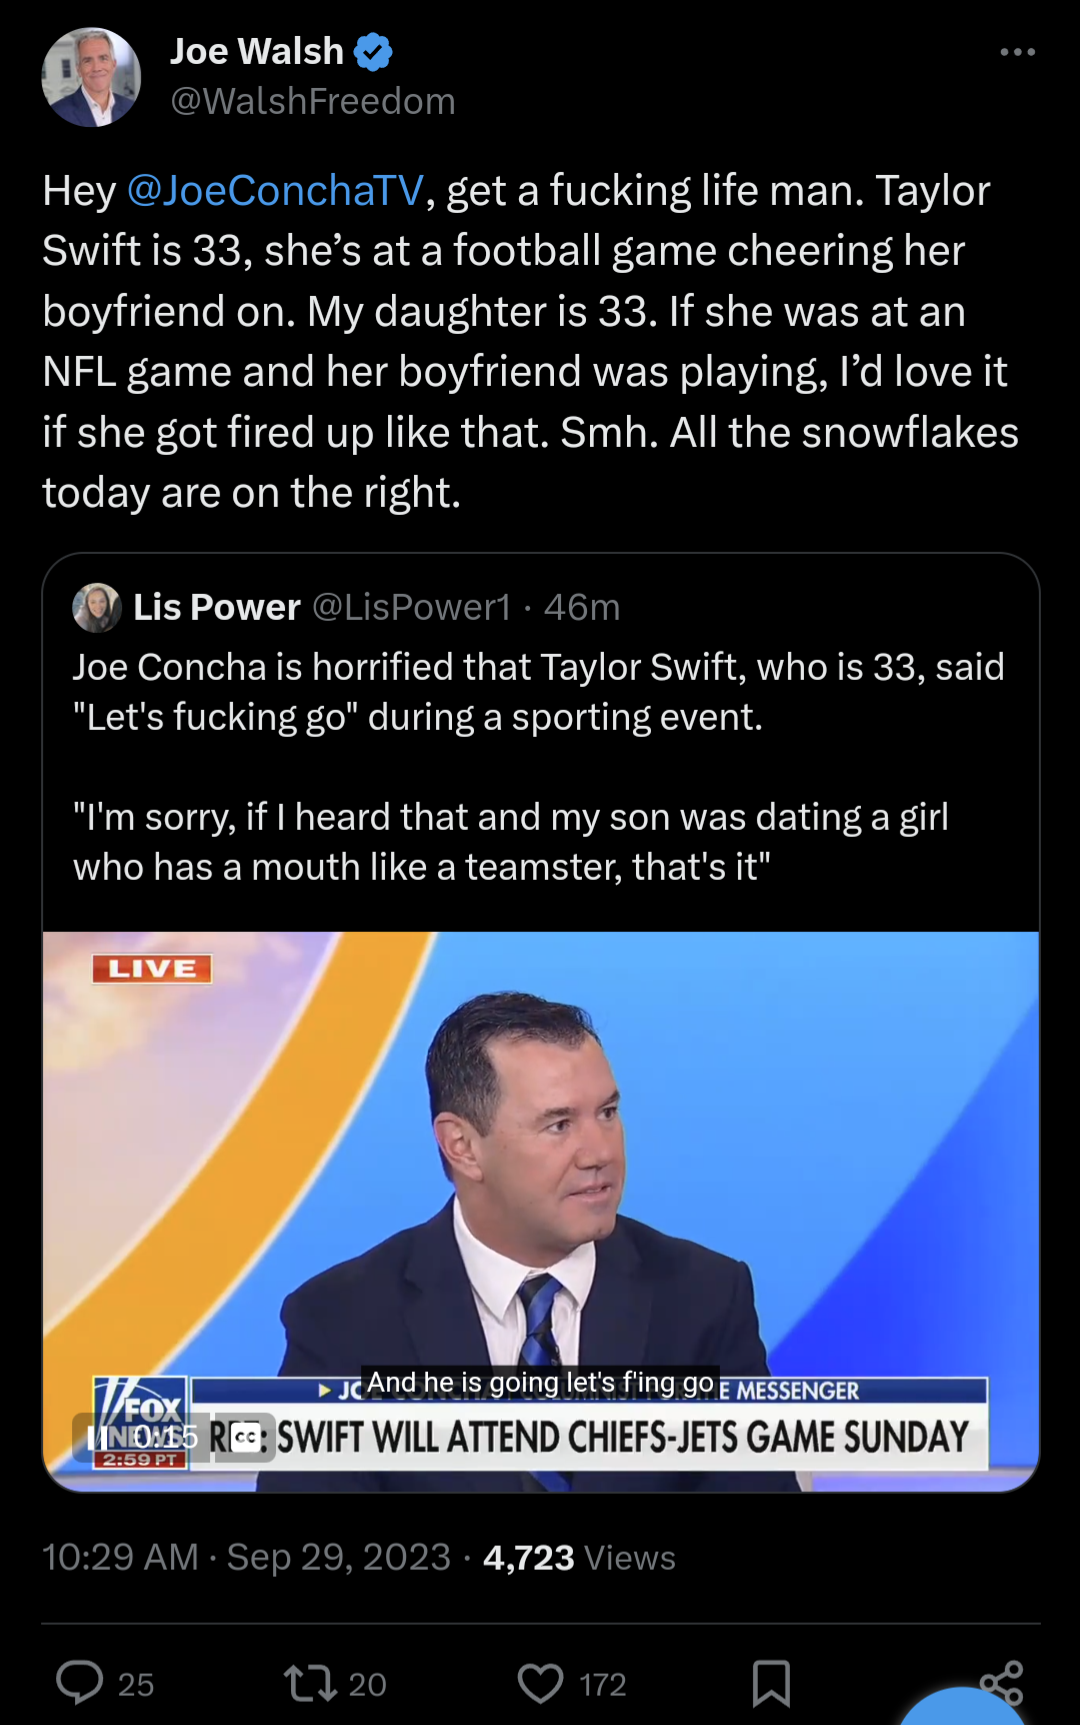 Joe Walsh
@WalshFreedom
Hey @JoeConchaTV, get a fucking life man. Taylor
Swift is 33, she’s at a football game cheering her
boyfriend on. My daughter is 33. If she was at an
NFL game and her boyfriend was playing, I’d love it
if she got fired up like that. Smh. All the snowflakes
today are on the right.
Lis Power @LisPower1 · 46m
Joe Concha is horrified that Taylor Swift, who is 33, said
"Let's fucking go" during a sporting event.
"I'm sorry, if I heard that and my son was dating a girl
who has a mouth like a teamster, that's it"
LIVE
And he is going let's f'ing go
E MESSENGER
FOX
NEWS
0:15
CC
: SWIFT WILL ATTEND CHIEFS-JETS GAME SUNDAY
2:59 PT
10:29 AM · Sep 29, 2023 · 4,723 Views
25 20 172